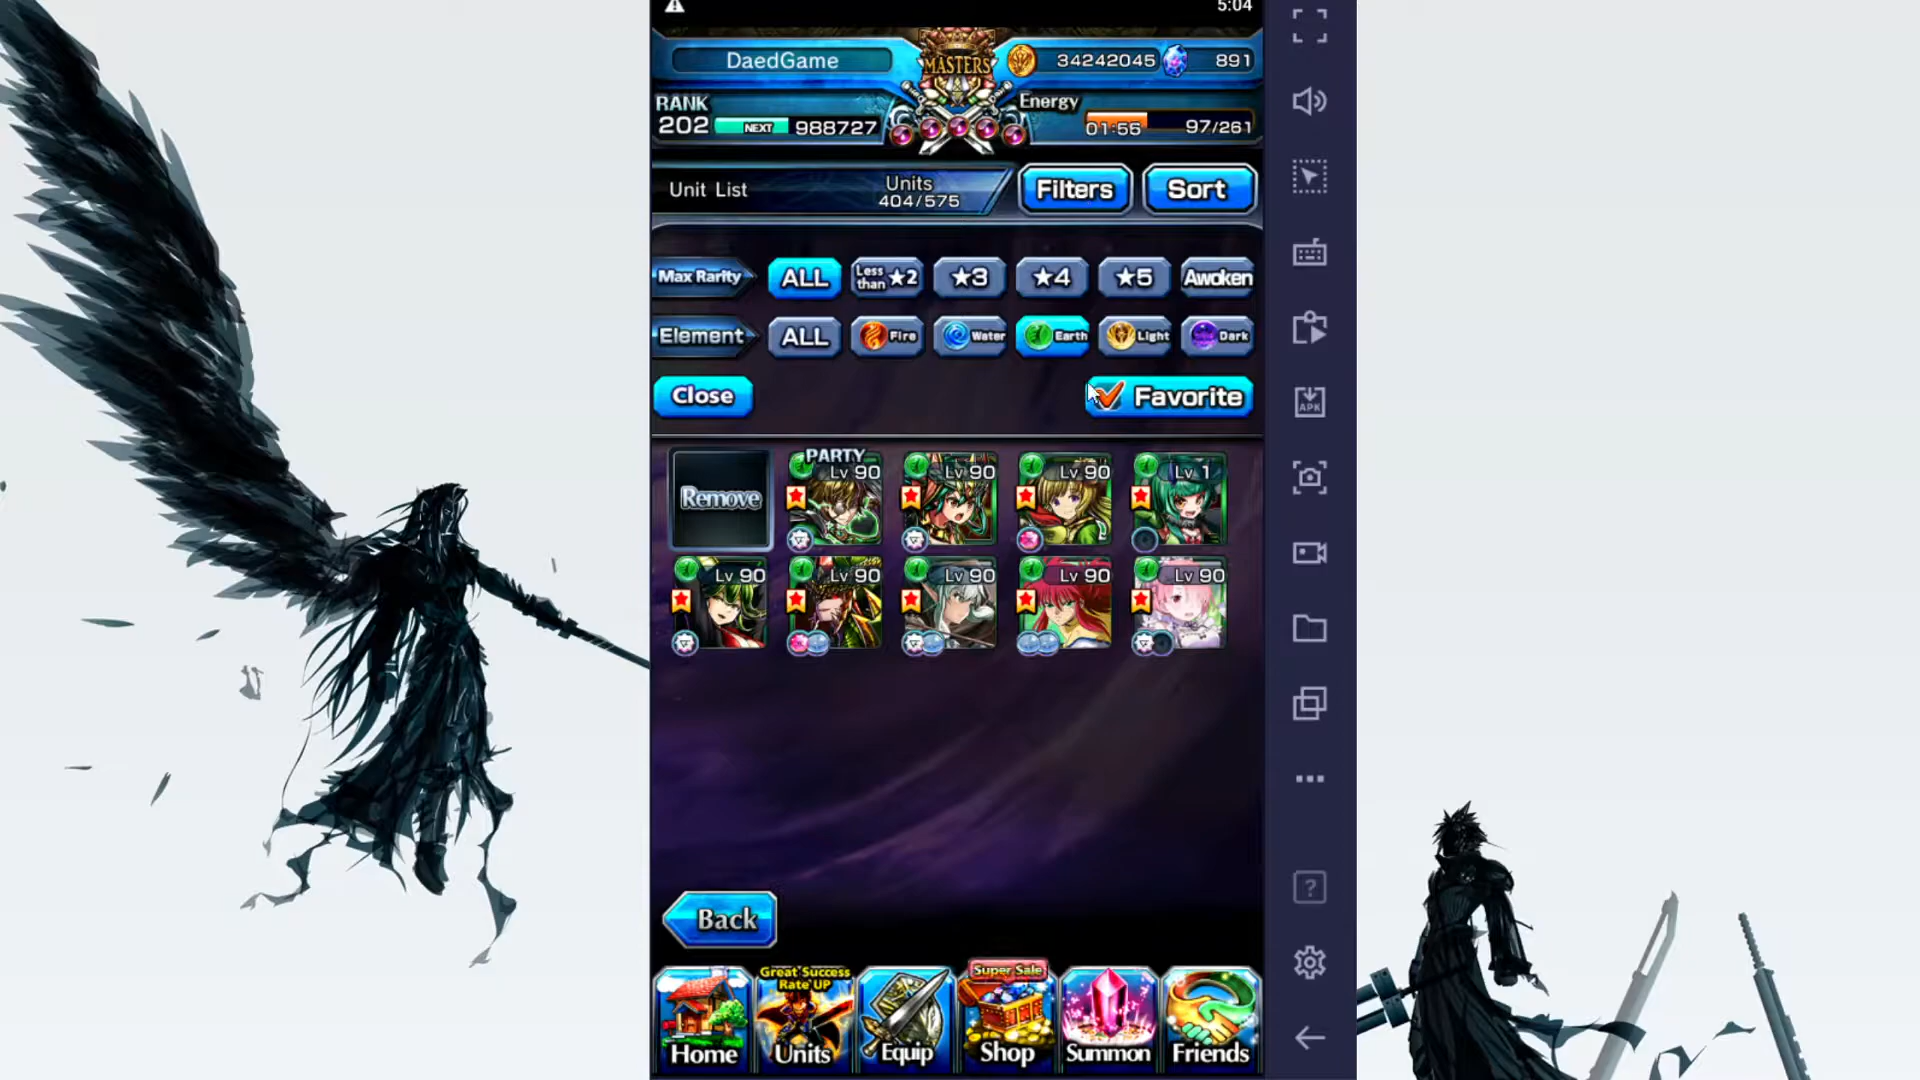 5:04
DaedGame
MASTERS
34242045
891
RANK
202
NEXT
988727
Energy
01:55
97/261
Unit List
Units
404/575
Filters
Sort
Max Rarity
ALL
Less than ★2
★3
★4
★5
Awoken
Element
ALL
Fire
Water
Earth
Light
Dark
Close
Favorite
Remove
PARTY
Lv 90
Lv 90
Lv 90
Lv 1
Lv 90
Lv 90
Lv 90
Lv 90
Lv 90
Back
Home
Great Success
Rate UP
Units
Equip
Super Sale
Shop
Summon
Friends
APK
?